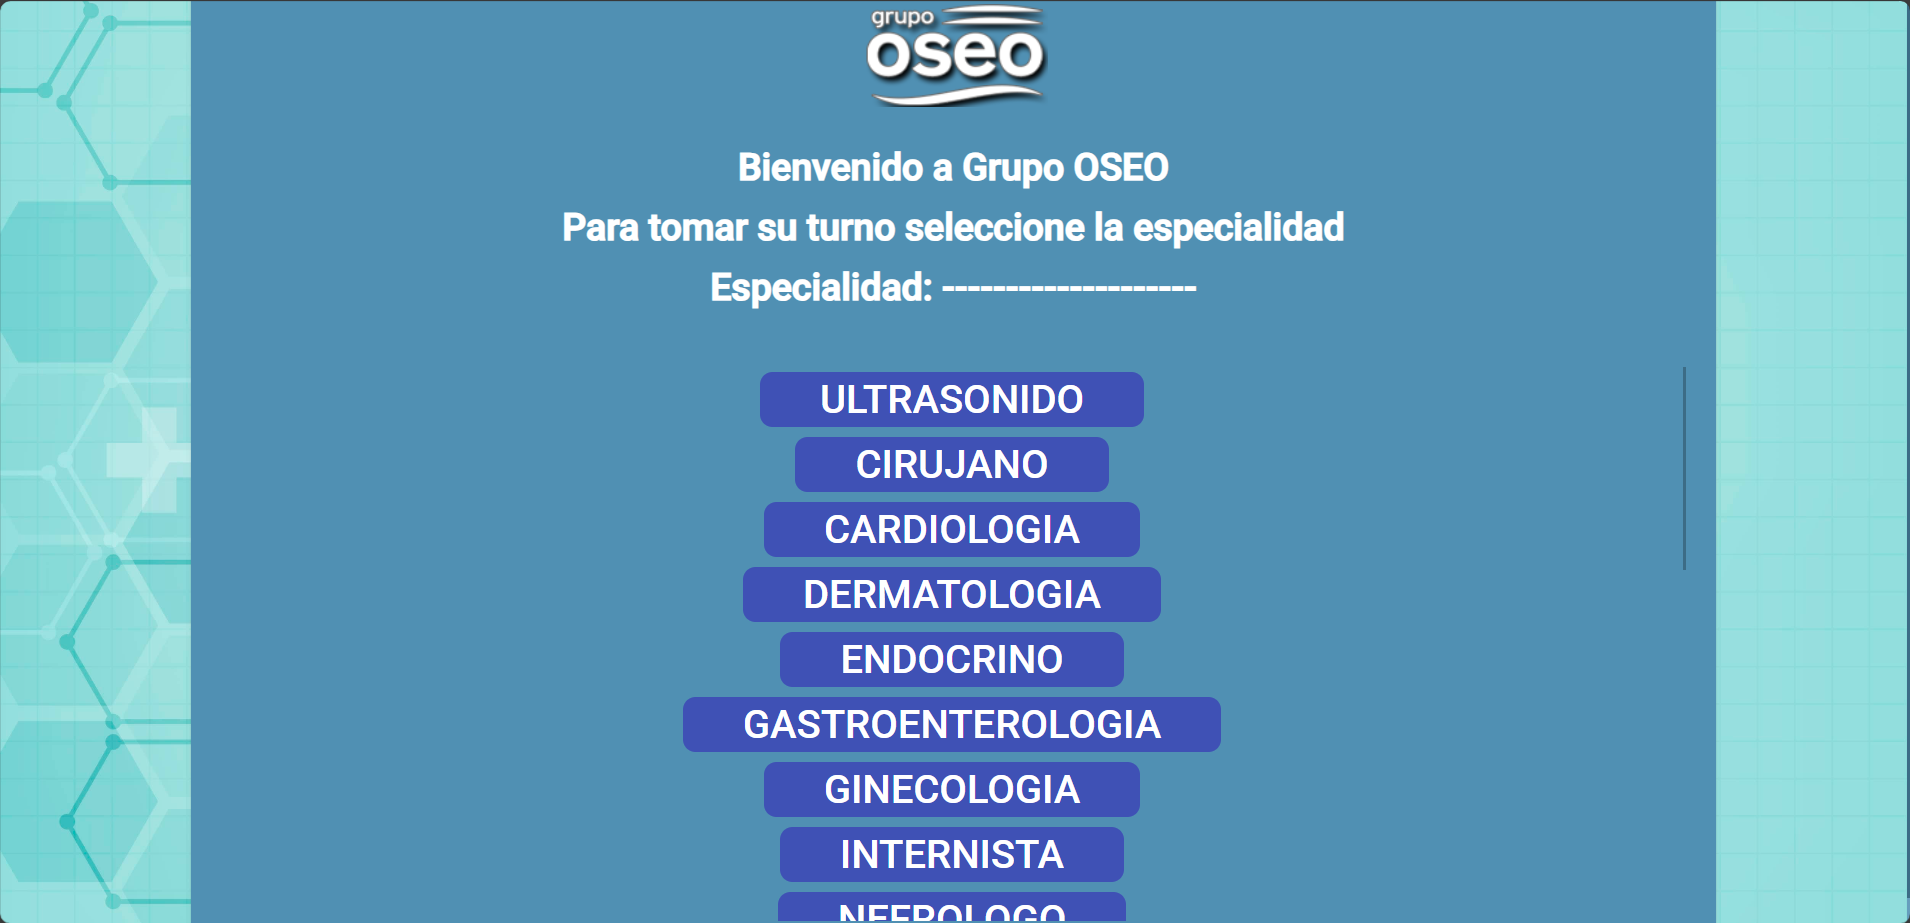 grupo
oseo
Bienvenido a Grupo OSEO
Para tomar su turno seleccione la especialidad
Especialidad: --------------------
ULTRASONIDO
CIRUJANO
CARDIOLOGIA
DERMATOLOGIA
ENDOCRINO
GASTROENTEROLOGIA
GINECOLOGIA
INTERNISTA
NEFROLOGO